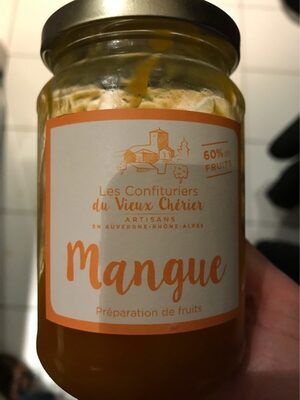 60% de
FRUITS
Les Confituriers
du Vieux Chérier
ARTISANS
EN AUVERGNE-RHÔNE-ALPES
Mangue
Préparation de fruits